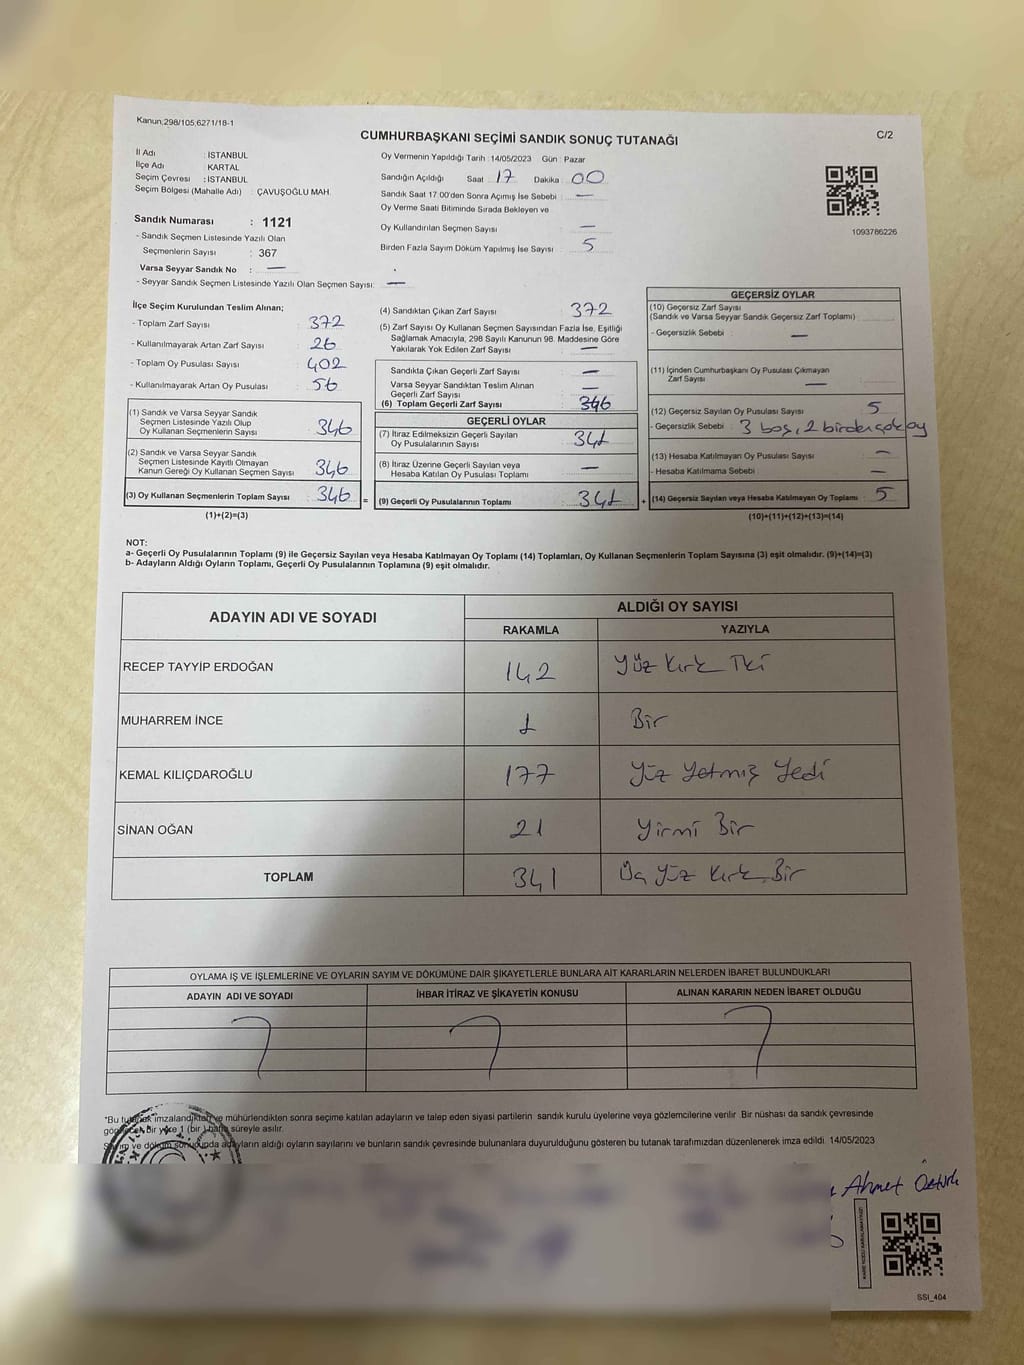 Kanun;298/105,6271/18-1
CUMHURBAŞKANI SEÇİMİ SANDIK SONUÇ TUTANAĞI
C/2
İl Adı : İSTANBUL
İlçe Adı : KARTAL
Seçim Çevresi : İSTANBUL
Seçim Bölgesi (Mahalle Adı) : ÇAVUŞOĞLU MAH.
Sandık Numarası : 1121
- Sandık Seçmen Listesinde Yazılı Olan
Seçmenlerin Sayısı : 367
Varsa Seyyar Sandık No : —
- Seyyar Sandık Seçmen Listesinde Yazılı Olan Seçmen Sayısı: —
Oy Vermenin Yapıldığı Tarih : 14/05/2023 Gün : Pazar
Sandığın Açıldığı Saat 17 Dakika 00
Sandık Saat 17:00'den Sonra Açımış İse Sebebi : —
Oy Verme Saati Bitiminde Sırada Bekleyen ve
Oy Kullandırılan Seçmen Sayısı —
Birden Fazla Sayım Döküm Yapılmış İse Sayısı 5
1093786226
İlçe Seçim Kurulundan Teslim Alınan;
- Toplam Zarf Sayısı 372
- Kullanılmayarak Artan Zarf Sayısı 26
- Toplam Oy Pusulası Sayısı 402
- Kullanılmayarak Artan Oy Pusulası 56
(1) Sandık ve Varsa Seyyar Sandık
Seçmen Listesinde Yazılı Olup
Oy Kullanan Seçmenlerin Sayısı 346
(2) Sandık ve Varsa Seyyar Sandık
Seçmen Listesinde Kayıtlı Olmayan
Kanun Gereği Oy Kullanan Seçmen Sayısı 346
(3) Oy Kullanan Seçmenlerin Toplam Sayısı 346 =
(1)+(2)=(3)
(4) Sandıktan Çıkan Zarf Sayısı 372
(5) Zarf Sayısı Oy Kullanan Seçmen Sayısından Fazla İse, Eşitliği
Sağlamak Amacıyla, 298 Sayılı Kanunun 98. Maddesine Göre
Yakılarak Yok Edilen Zarf Sayısı —
Sandıkta Çıkan Geçerli Zarf Sayısı —
Varsa Seyyar Sandıktan Teslim Alınan
Geçerli Zarf Sayısı —
(6) Toplam Geçerli Zarf Sayısı 346
GEÇERLİ OYLAR
(7) İtiraz Edilmeksizin Geçerli Sayılan
Oy Pusulalarının Sayısı 341
(8) İtiraz Üzerine Geçerli Sayılan veya
Hesaba Katılan Oy Pusulası Toplamı —
(9) Geçerli Oy Pusulalarının Toplamı 341 +
GEÇERSİZ OYLAR
(10) Geçersiz Zarf Sayısı
(Sandık ve Varsa Seyyar Sandık Geçersiz Zarf Toplamı)
- Geçersizlik Sebebi : —
(11) İçinden Cumhurbaşkanı Oy Pusulası Çıkmayan
Zarf Sayısı —
(12) Geçersiz Sayılan Oy Pusulası Sayısı 5
- Geçersizlik Sebebi : 3 boş, 2 birden çok oy
(13) Hesaba Katılmayan Oy Pusulası Sayısı —
- Hesaba Katılmama Sebebi : —
(14) Geçersiz Sayılan veya Hesaba Katılmayan Oy Toplamı 5
(10)+(11)+(12)+(13)=(14)
NOT:
a- Geçerli Oy Pusulalarının Toplamı (9) ile Geçersiz Sayılan veya Hesaba Katılmayan Oy Toplamı (14) Toplamları, Oy Kullanan Seçmenlerin Toplam Sayısına (3) eşit olmalıdır. (9)+(14)=(3)
b- Adayların Aldığı Oyların Toplamı, Geçerli Oy Pusulalarının Toplamına (9) eşit olmalıdır.
ADAYIN ADI VE SOYADI ALDIĞI OY SAYISI
RAKAMLA YAZIYLA
RECEP TAYYİP ERDOĞAN 142 Yüz Kırk İki
MUHARREM İNCE 1 Bir
KEMAL KILIÇDAROĞLU 177 Yüz Yetmiş Yedi
SİNAN OĞAN 21 Yirmi Bir
TOPLAM 341 Üç Yüz Kırk Bir
OYLAMA İŞ VE İŞLEMLERİNE VE OYLARIN SAYIM VE DÖKÜMÜNE DAİR ŞİKAYETLERLE BUNLARA AİT KARARLARIN NELERDEN İBARET BULUNDUKLARI
ADAYIN ADI VE SOYADI İHBAR İTİRAZ VE ŞİKAYETİN KONUSU ALINAN KARARIN NEDEN İBARET OLDUĞU
*Bu tutanak imzalandıktan ve mühürlendikten sonra seçime katılan adayların ve talep eden siyasi partilerin sandık kurulu üyelerine veya gözlemcilerine verilir. Bir nüshası da sandık çevresinde
bir yere 1 (bir) hafta süreyle asılır.
Sayım ve döküm sonucunda adayların aldığı oyların sayılarını ve bunların sandık çevresinde bulunanlara duyurulduğunu gösteren bu tutanak tarafımızdan düzenlenerek imza edildi. 14/05/2023
Ahmet Öztürk
SSI_404